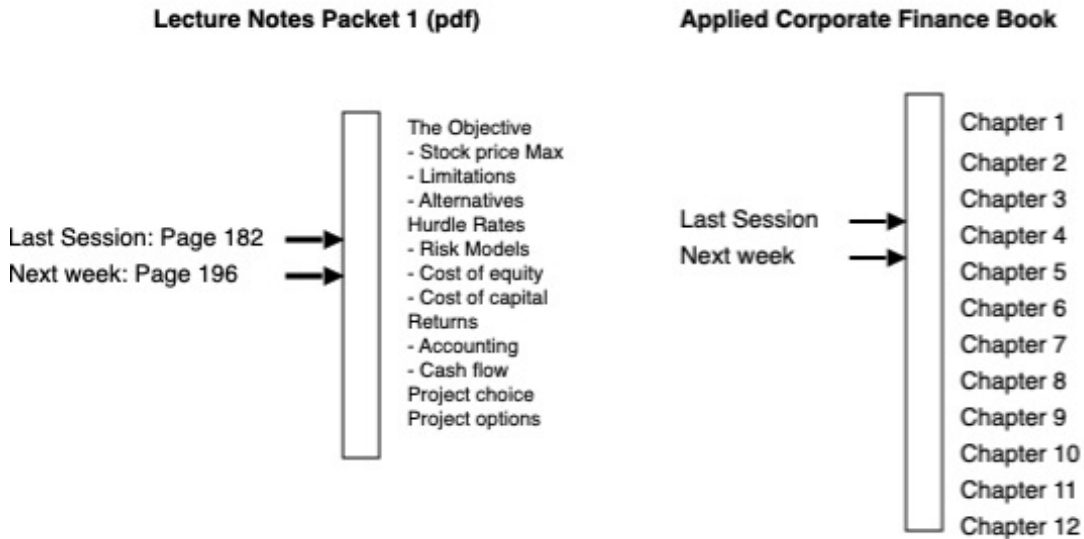 Lecture Notes Packet 1 (pdf)
Last Session: Page 182
Next week: Page 196
The Objective
- Stock price Max
- Limitations
- Alternatives
Hurdle Rates
- Risk Models
- Cost of equity
- Cost of capital
Returns
- Accounting
- Cash flow
Project choice
Project options
Applied Corporate Finance Book
Last Session
Next week
Chapter 1
Chapter 2
Chapter 3
Chapter 4
Chapter 5
Chapter 6
Chapter 7
Chapter 8
Chapter 9
Chapter 10
Chapter 11
Chapter 12